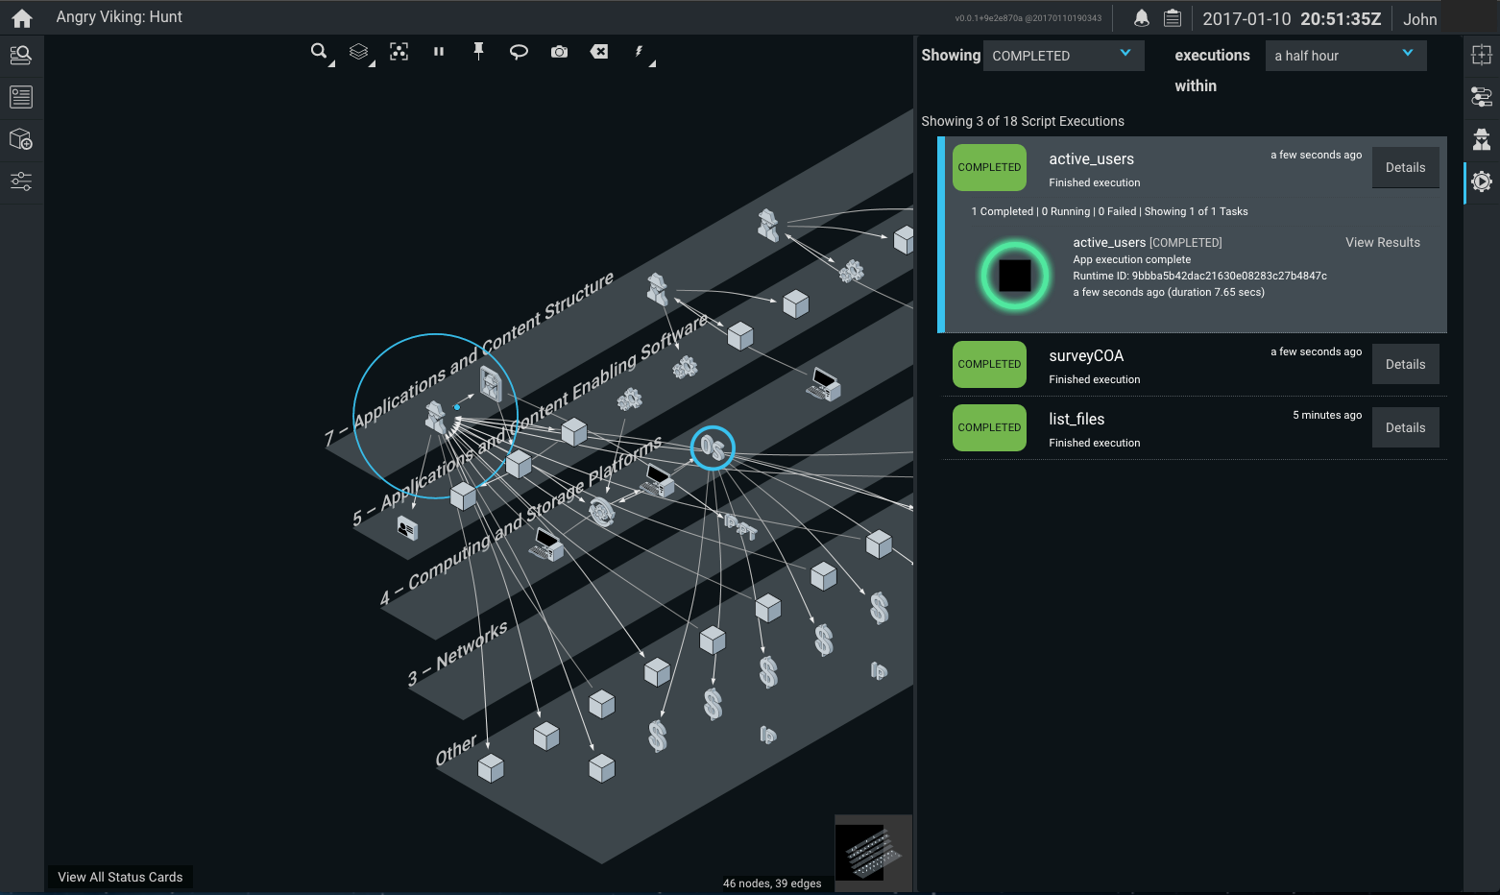 Angry Viking: Hunt
v0.0.1+9e2e870a @20170110190343
2017-01-10 20:51:35Z
John
Showing COMPLETED executions within a half hour
Showing 3 of 18 Script Executions
COMPLETED
active_users
Finished execution
a few seconds ago
Details
1 Completed | 0 Running | 0 Failed | Showing 1 of 1 Tasks
active_users [COMPLETED]
View Results
App execution complete
Runtime ID: 9bbba5b42dac21630e08283c27b4847c
a few seconds ago (duration 7.65 secs)
COMPLETED
surveyCOA
Finished execution
a few seconds ago
Details
COMPLETED
list_files
Finished execution
5 minutes ago
Details
7 – Applications and Content Structure
5 – Applications and Content Enabling Software
4 – Computing and Storage Platforms
3 – Networks
Other
OS
IP
IP
View All Status Cards
46 nodes, 39 edges